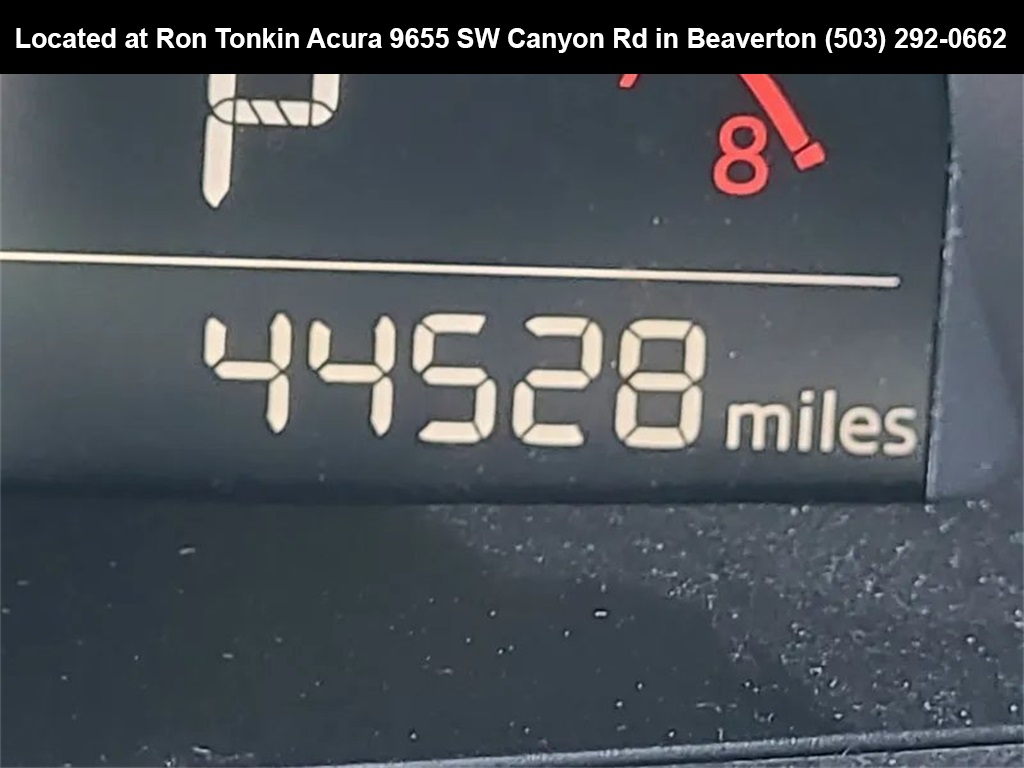 Located at Ron Tonkin Acura 9655 SW Canyon Rd in Beaverton (503) 292-0662
P
8
44528 miles